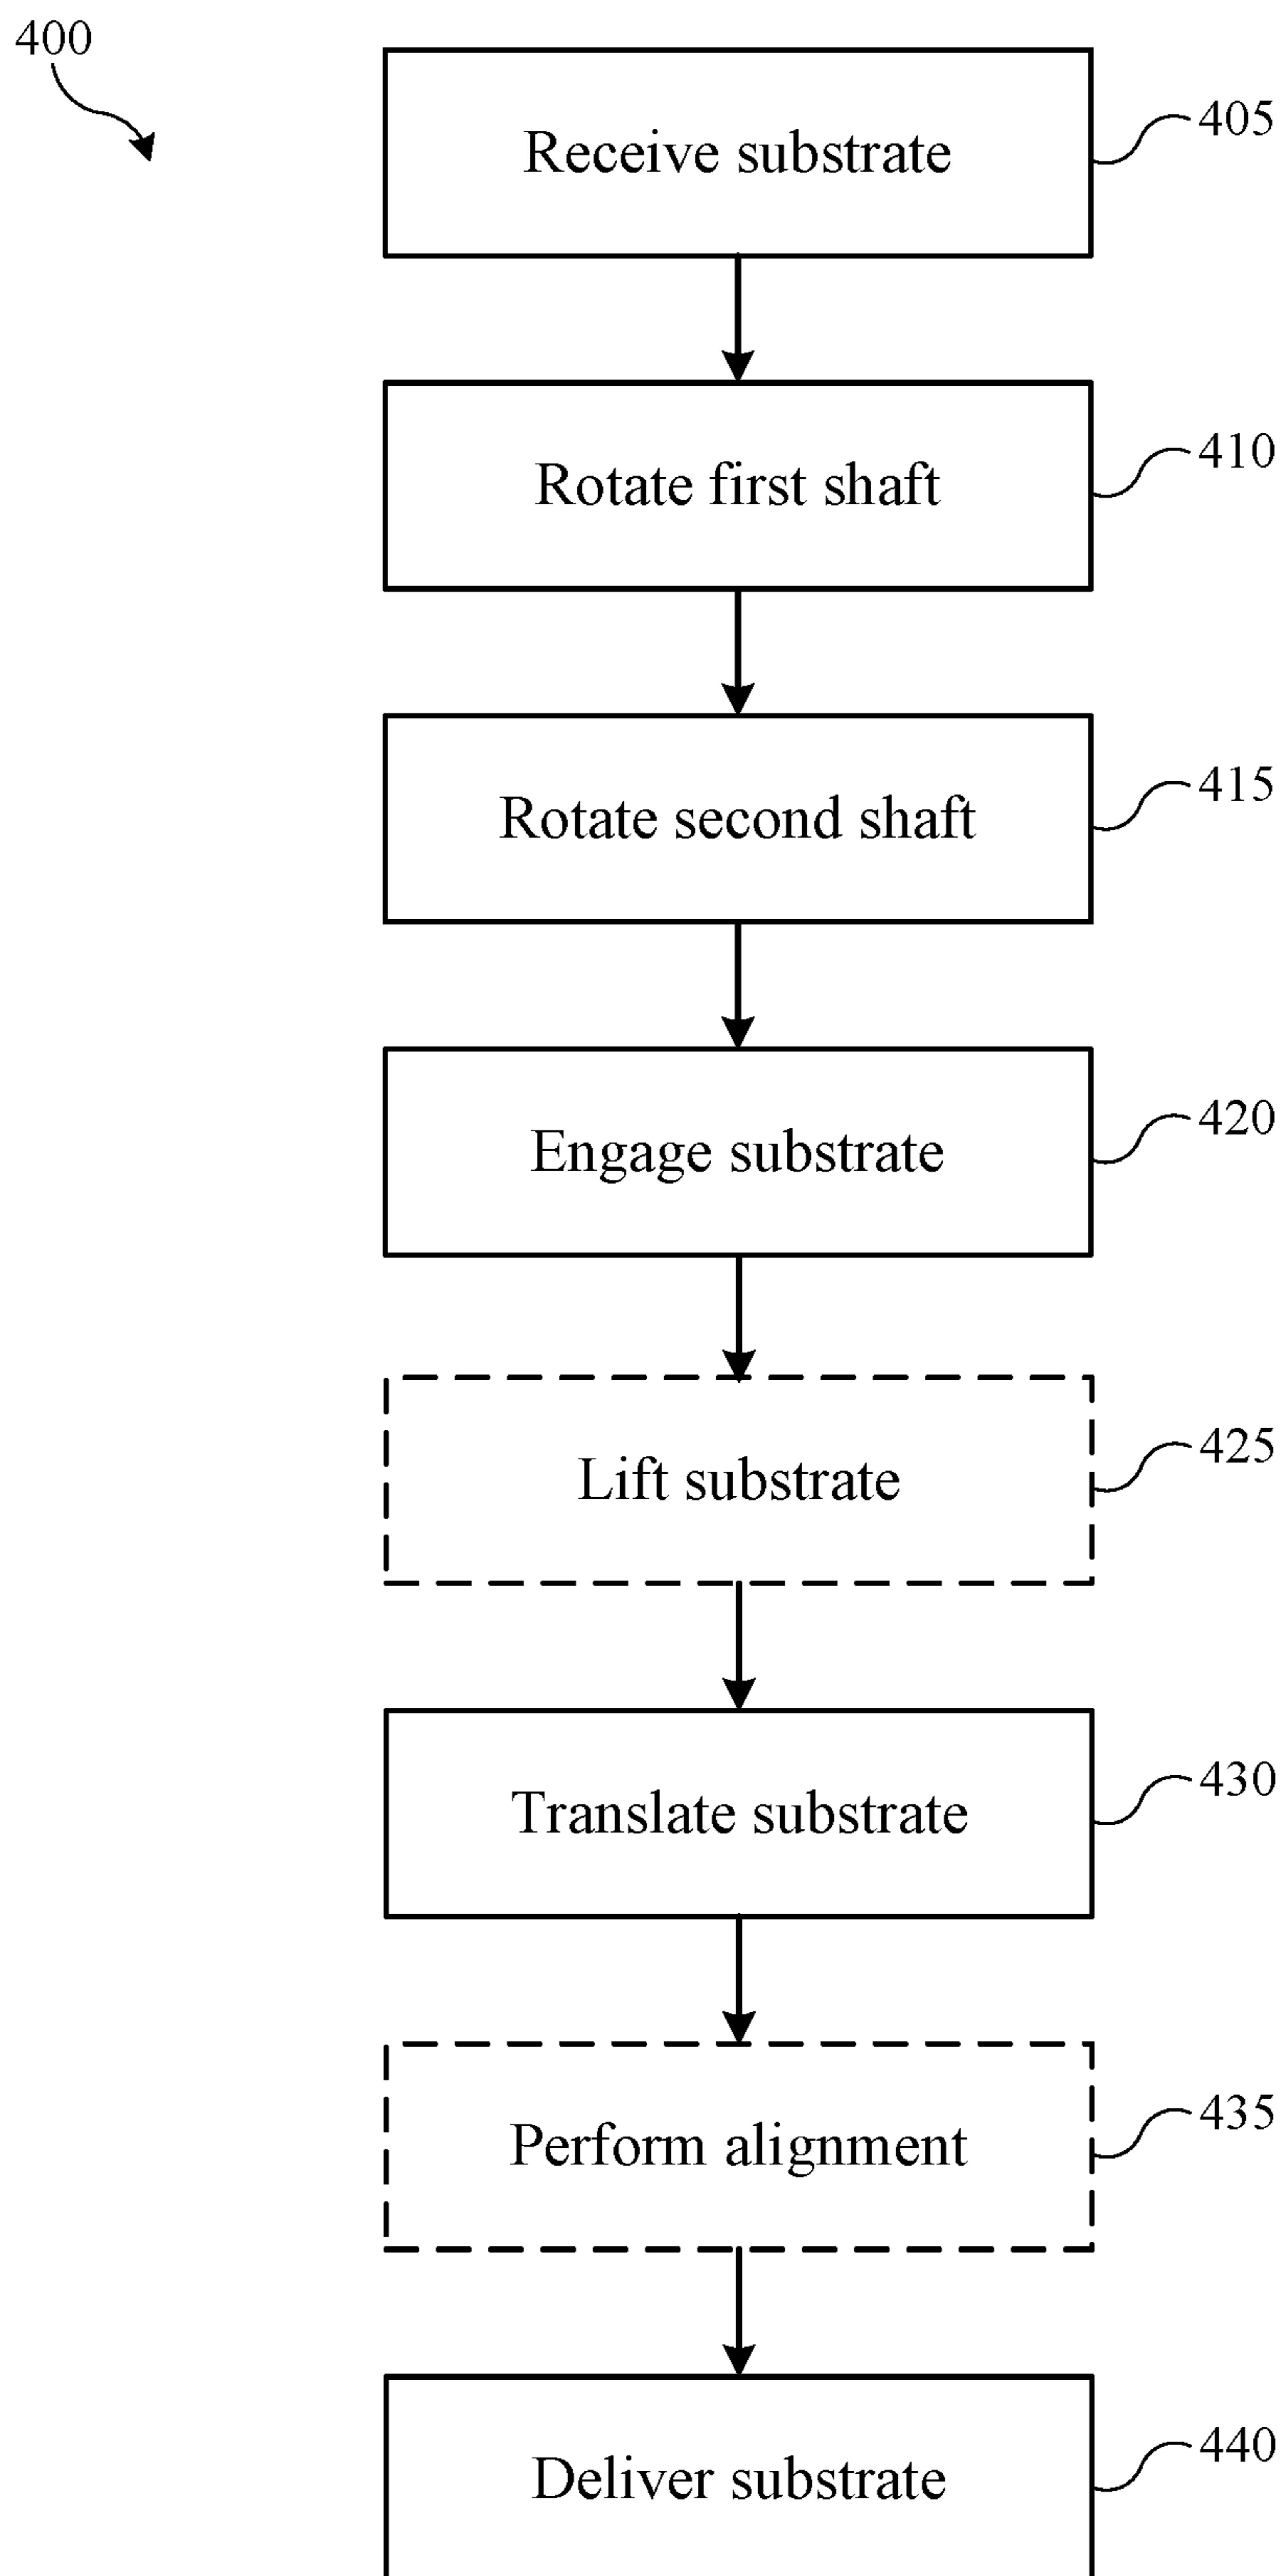 400
Receive substrate
405
Rotate first shaft
410
Rotate second shaft
415
Engage substrate
420
Lift substrate
425
Translate substrate
430
Perform alignment
435
Deliver substrate
440